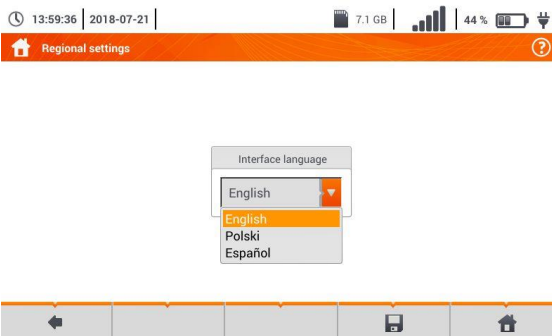 13:59:36 2018-07-21 7.1 GB 44 %
Regional settings ?
Interface language
English
English
Polski
Español